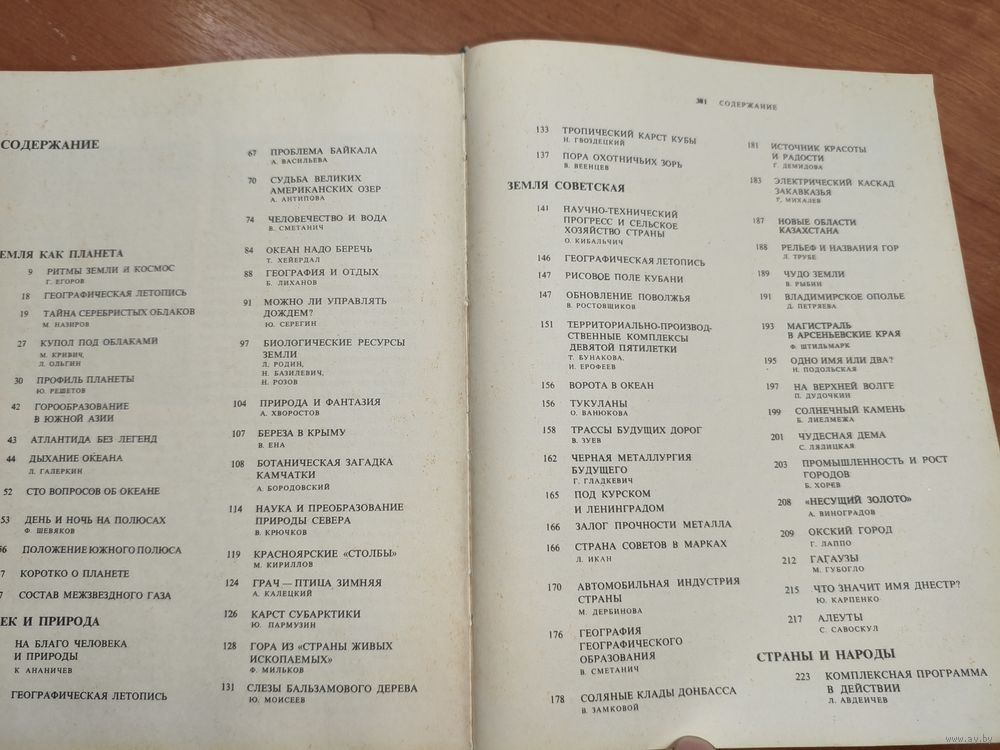 СОДЕРЖАНИЕ
ЕМЛЯ КАК ПЛАНЕТА
9 РИТМЫ ЗЕМЛИ И КОСМОС
Г. ЕГОРОВ
18 ГЕОГРАФИЧЕСКАЯ ЛЕТОПИСЬ
19 ТАЙНА СЕРЕБРИСТЫХ ОБЛАКОВ
М. НАЗИРОВ
27 КУПОЛ ПОД ОБЛАКАМИ
М. КРИВИЧ,
Л. ОЛЬГИН
30 ПРОФИЛЬ ПЛАНЕТЫ
Ю. РЕШЕТОВ
42 ГОРООБРАЗОВАНИЕ
В ЮЖНОЙ АЗИИ
43 АТЛАНТИДА БЕЗ ЛЕГЕНД
44 ДЫХАНИЕ ОКЕАНА
Л. ГАЛЕРКИН
52 СТО ВОПРОСОВ ОБ ОКЕАНЕ
53 ДЕНЬ И НОЧЬ НА ПОЛЮСАХ
Ф. ШЕВЯКОВ
56 ПОЛОЖЕНИЕ ЮЖНОГО ПОЛЮСА
7 КОРОТКО О ПЛАНЕТЕ
7 СОСТАВ МЕЖЗВЕЗДНОГО ГАЗА
ЕК И ПРИРОДА
НА БЛАГО ЧЕЛОВЕКА
И ПРИРОДЫ
К АНАНИЧЕВ
ГЕОГРАФИЧЕСКАЯ ЛЕТОПИСЬ
67 ПРОБЛЕМА БАЙКАЛА
А. ВАСИЛЬЕВА
70 СУДЬБА ВЕЛИКИХ
АМЕРИКАНСКИХ ОЗЕР
А. АНТИПОВА
74 ЧЕЛОВЕЧЕСТВО И ВОДА
В. СМЕТАНИЧ
84 ОКЕАН НАДО БЕРЕЧЬ
Т. ХЕЙЕРДАЛ
88 ГЕОГРАФИЯ И ОТДЫХ
Б. ЛИХАНОВ
91 МОЖНО ЛИ УПРАВЛЯТЬ
ДОЖДЕМ?
Ю. СЕРЕГИН
97 БИОЛОГИЧЕСКИЕ РЕСУРСЫ
ЗЕМЛИ
Л. РОДИН,
Н. БАЗИЛЕВИЧ,
Н. РОЗОВ
104 ПРИРОДА И ФАНТАЗИЯ
А. ХВОРОСТОВ
107 БЕРЕЗА В КРЫМУ
В. ЕНА
108 БОТАНИЧЕСКАЯ ЗАГАДКА
КАМЧАТКИ
А. БОРОДОВСКИЙ
114 НАУКА И ПРЕОБРАЗОВАНИЕ
ПРИРОДЫ СЕВЕРА
В. КРЮЧКОВ
119 КРАСНОЯРСКИЕ «СТОЛБЫ»
М. КИРИЛЛОВ
124 ГРАЧ — ПТИЦА ЗИМНЯЯ
А. КАЛЕЦКИЙ
126 КАРСТ СУБАРКТИКИ
Ю. ПАРМУЗИН
128 ГОРА ИЗ «СТРАНЫ ЖИВЫХ
ИСКОПАЕМЫХ»
Ф. МИЛЬКОВ
131 СЛЕЗЫ БАЛЬЗАМОВОГО ДЕРЕВА
Ю. МОИСЕЕВ
381 СОДЕРЖАНИЕ
133 ТРОПИЧЕСКИЙ КАРСТ КУБЫ
Н. ГВОЗДЕЦКИЙ
137 ПОРА ОХОТНИЧЬИХ ЗОРЬ
В. ВЕЕНЦЕВ
ЗЕМЛЯ СОВЕТСКАЯ
141 НАУЧНО-ТЕХНИЧЕСКИЙ
ПРОГРЕСС И СЕЛЬСКОЕ
ХОЗЯЙСТВО СТРАНЫ
О. КИБАЛЬЧИЧ
146 ГЕОГРАФИЧЕСКАЯ ЛЕТОПИСЬ
147 РИСОВОЕ ПОЛЕ КУБАНИ
147 ОБНОВЛЕНИЕ ПОВОЛЖЬЯ
В. РОСТОВЩИКОВ
151 ТЕРРИТОРИАЛЬНО-ПРОИЗВОД-
СТВЕННЫЕ КОМПЛЕКСЫ
ДЕВЯТОЙ ПЯТИЛЕТКИ
Т. БУНАКОВА,
И. ЕРОФЕЕВ
156 ВОРОТА В ОКЕАН
156 ТУКУЛАНЫ
О. ВАНЮКОВА
158 ТРАССЫ БУДУЩИХ ДОРОГ
В. ЗУЕВ
162 ЧЕРНАЯ МЕТАЛЛУРГИЯ
БУДУЩЕГО
Г. ГЛАДКЕВИЧ
165 ПОД КУРСКОМ
И ЛЕНИНГРАДОМ
166 ЗАЛОГ ПРОЧНОСТИ МЕТАЛЛА
166 СТРАНА СОВЕТОВ В МАРКАХ
Л. ИКАН
170 АВТОМОБИЛЬНАЯ ИНДУСТРИЯ
СТРАНЫ
М. ДЕРБИНОВА
176 ГЕОГРАФИЯ
ГЕОГРАФИЧЕСКОГО
ОБРАЗОВАНИЯ
В. СМЕТАНИЧ
178 СОЛЯНЫЕ КЛАДЫ ДОНБАССА
В. ЗАМКОВОЙ
181 ИСТОЧНИК КРАСОТЫ
И РАДОСТИ
Г. ДЕМИДОВА
183 ЭЛЕКТРИЧЕСКИЙ КАСКАД
ЗАКАВКАЗЬЯ
Г. МИХАЛЕВ
187 НОВЫЕ ОБЛАСТИ
КАЗАХСТАНА
188 РЕЛЬЕФ И НАЗВАНИЯ ГОР
Л. ТРУБЕ
189 ЧУДО ЗЕМЛИ
В. РЫБИН
191 ВЛАДИМИРСКОЕ ОПОЛЬЕ
Д. ПЕТРЯЕВА
193 МАГИСТРАЛЬ
В АРСЕНЬЕВСКИЕ КРАЯ
Ф. ШТИЛЬМАРК
195 ОДНО ИМЯ ИЛИ ДВА?
Н. ПОДОЛЬСКАЯ
197 НА ВЕРХНЕЙ ВОЛГЕ
П. ДУДОЧКИН
199 СОЛНЕЧНЫЙ КАМЕНЬ
Б. ЛИЕЛМЕЖА
201 ЧУДЕСНАЯ ДЕМА
С. ЛЯЛИЦКАЯ
203 ПРОМЫШЛЕННОСТЬ И РОСТ
ГОРОДОВ
Б. ХОРЕВ
208 «НЕСУЩИЙ ЗОЛОТО»
А. ВИНОГРАДОВ
209 ОКСКИЙ ГОРОД
Г. ЛАППО
212 ГАГАУЗЫ
М. ГУБОГЛО
215 ЧТО ЗНАЧИТ ИМЯ ДНЕСТР?
Ю. КАРПЕНКО
217 АЛЕУТЫ
С. САВОСКУЛ
СТРАНЫ И НАРОДЫ
223 КОМПЛЕКСНАЯ ПРОГРАММА
В ДЕЙСТВИИ
Л. АВДЕИЧЕВ
www.ay.by